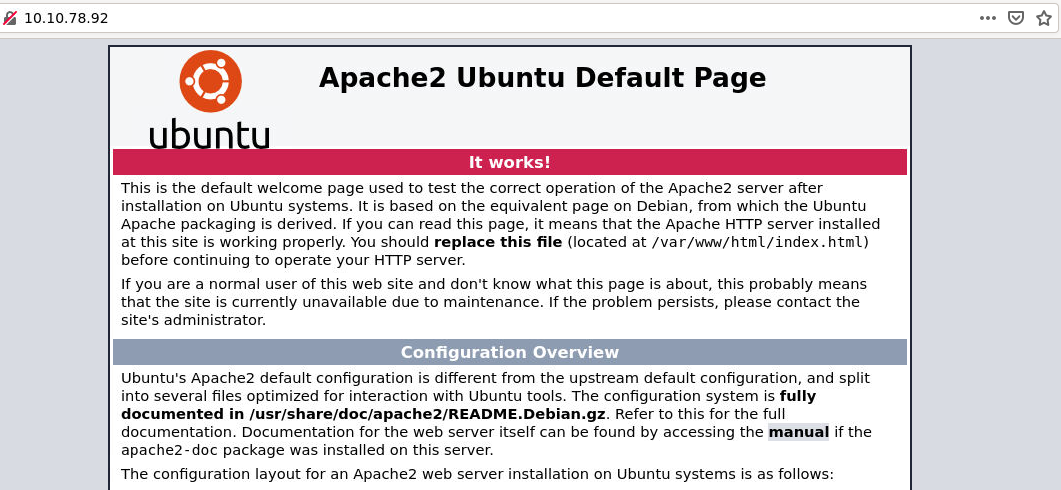 10.10.78.92
Apache2 Ubuntu Default Page
ubuntu
It works!
This is the default welcome page used to test the correct operation of the Apache2 server after
installation on Ubuntu systems. It is based on the equivalent page on Debian, from which the Ubuntu
Apache packaging is derived. If you can read this page, it means that the Apache HTTP server installed
at this site is working properly. You should replace this file (located at /var/www/html/index.html)
before continuing to operate your HTTP server.
If you are a normal user of this web site and don't know what this page is about, this probably means
that the site is currently unavailable due to maintenance. If the problem persists, please contact the
site's administrator.
Configuration Overview
Ubuntu's Apache2 default configuration is different from the upstream default configuration, and split
into several files optimized for interaction with Ubuntu tools. The configuration system is fully
documented in /usr/share/doc/apache2/README.Debian.gz. Refer to this for the full
documentation. Documentation for the web server itself can be found by accessing the manual if the
apache2-doc package was installed on this server.
The configuration layout for an Apache2 web server installation on Ubuntu systems is as follows: